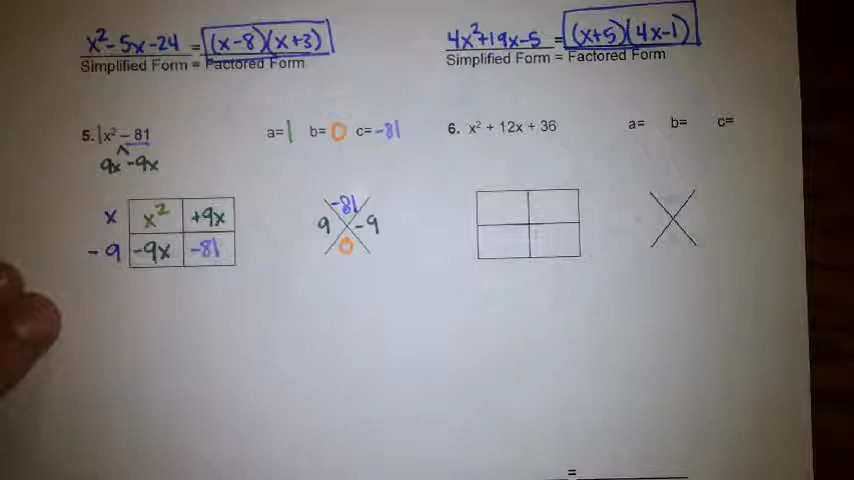 x²-5x-24 = (x-8)(x+3)
Simplified Form = Factored Form
4x²+19x-5 = (x+5)(4x-1)
Simplified Form = Factored Form
5. 1x² - 81
a=1 b=0 c=-81
9x -9x
x x² +9x
-9 -9x -81
-81
9 -9
0
6. x² + 12x + 36
a= b= c=
=